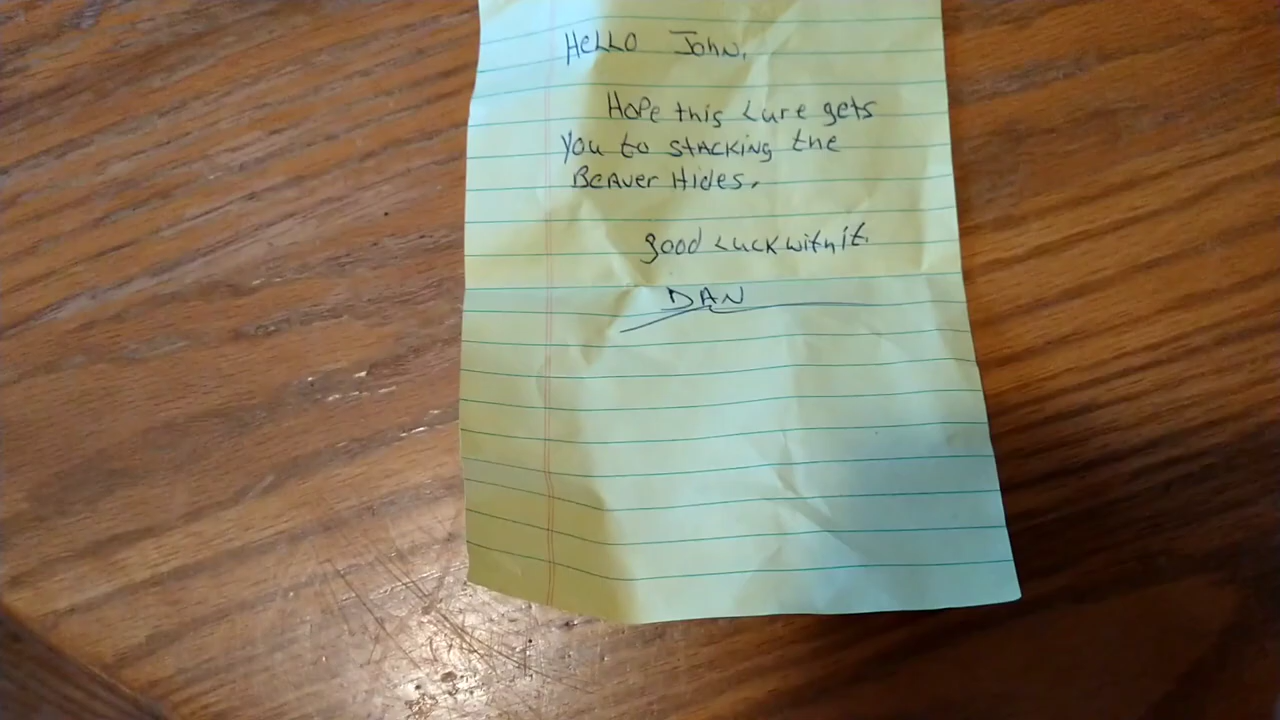 Hello John,
Hope this Lure gets
you to stacking the
Beaver Hides.
good Luck with it.
DAN